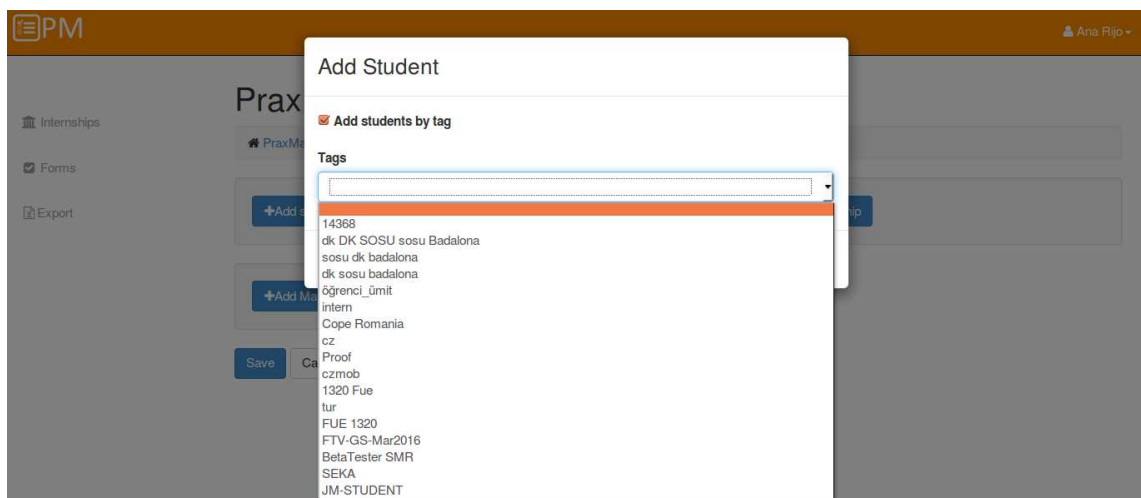 PM
Ana Rijo
Add Student
Prax
Internships
Add students by tag
PraxMa
Tags
Forms
Export
+Add s
ip
14368
dk DK SOSU sosu Badalona
sosu dk badalona
dk sosu badalona
öğrenci_ümit
+Add Ma
intern
Cope Romania
cz
Proof
Save
Ca
czmob
1320 Fue
tur
FUE 1320
FTV-GS-Mar2016
BetaTester SMR
SEKA
JM-STUDENT